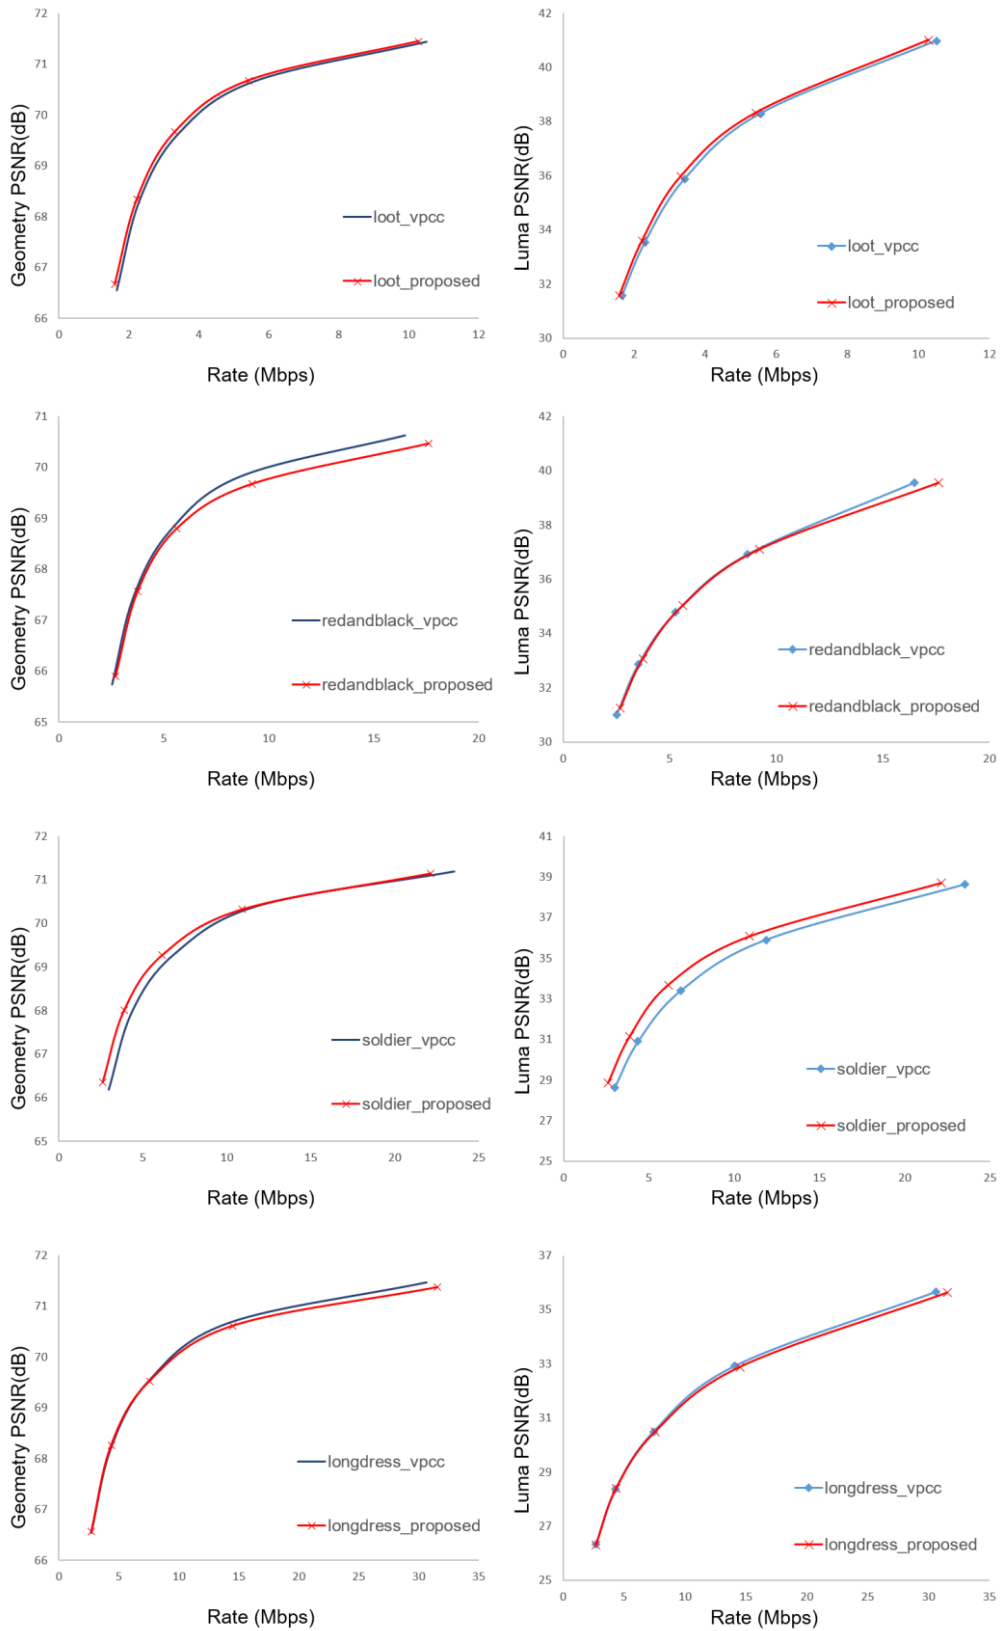 72
71
70
69
68
67
66
Geometry PSNR(dB)
loot_vpcc
loot_proposed
0 2 4 6 8 10 12
Rate (Mbps)
42
40
38
36
34
32
30
Luma PSNR(dB)
loot_vpcc
loot_proposed
0 2 4 6 8 10 12
Rate (Mbps)
71
70
69
68
67
66
65
Geometry PSNR(dB)
redandblack_vpcc
redandblack_proposed
0 5 10 15 20
Rate (Mbps)
42
40
38
36
34
32
30
Luma PSNR(dB)
redandblack_vpcc
redandblack_proposed
0 5 10 15 20
Rate (Mbps)
72
71
70
69
68
67
66
65
Geometry PSNR(dB)
soldier_vpcc
soldier_proposed
0 5 10 15 20 25
Rate (Mbps)
41
39
37
35
33
31
29
27
25
Luma PSNR(dB)
soldier_vpcc
soldier_proposed
0 5 10 15 20 25
Rate (Mbps)
72
71
70
69
68
67
66
Geometry PSNR(dB)
longdress_vpcc
longdress_proposed
0 5 10 15 20 25 30 35
Rate (Mbps)
37
35
33
31
29
27
25
Luma PSNR(dB)
longdress_vpcc
longdress_proposed
0 5 10 15 20 25 30 35
Rate (Mbps)